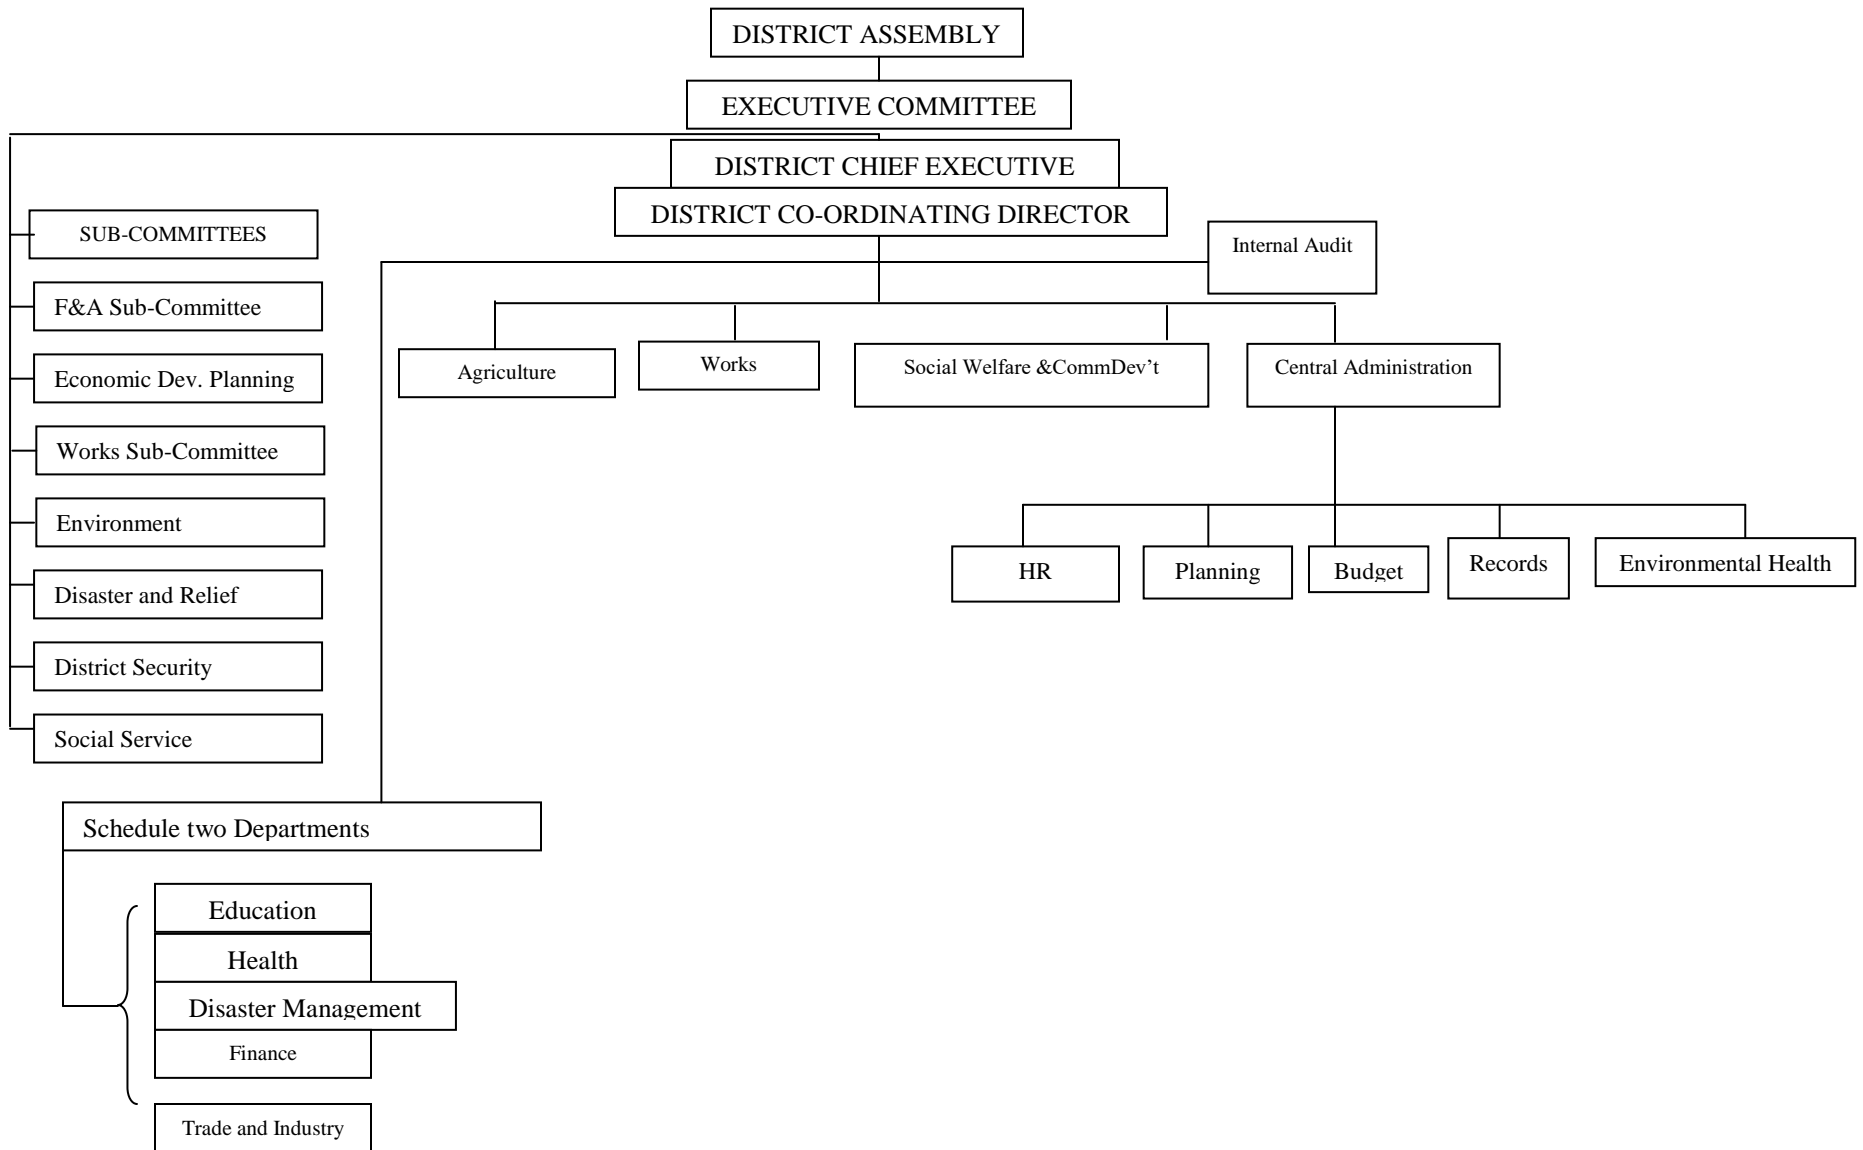 DISTRICT ASSEMBLY
EXECUTIVE COMMITTEE
DISTRICT CHIEF EXECUTIVE
DISTRICT CO-ORDINATING DIRECTOR
Internal Audit
SUB-COMMITTEES
F&A Sub-Committee
Economic Dev. Planning
Works Sub-Committee
Environment
Disaster and Relief
District Security
Social Service
Agriculture
Works
Social Welfare &CommDev’t
Central Administration
HR
Planning
Budget
Records
Environmental Health
Schedule two Departments
Education
Health
Disaster Management
Finance
Trade and Industry